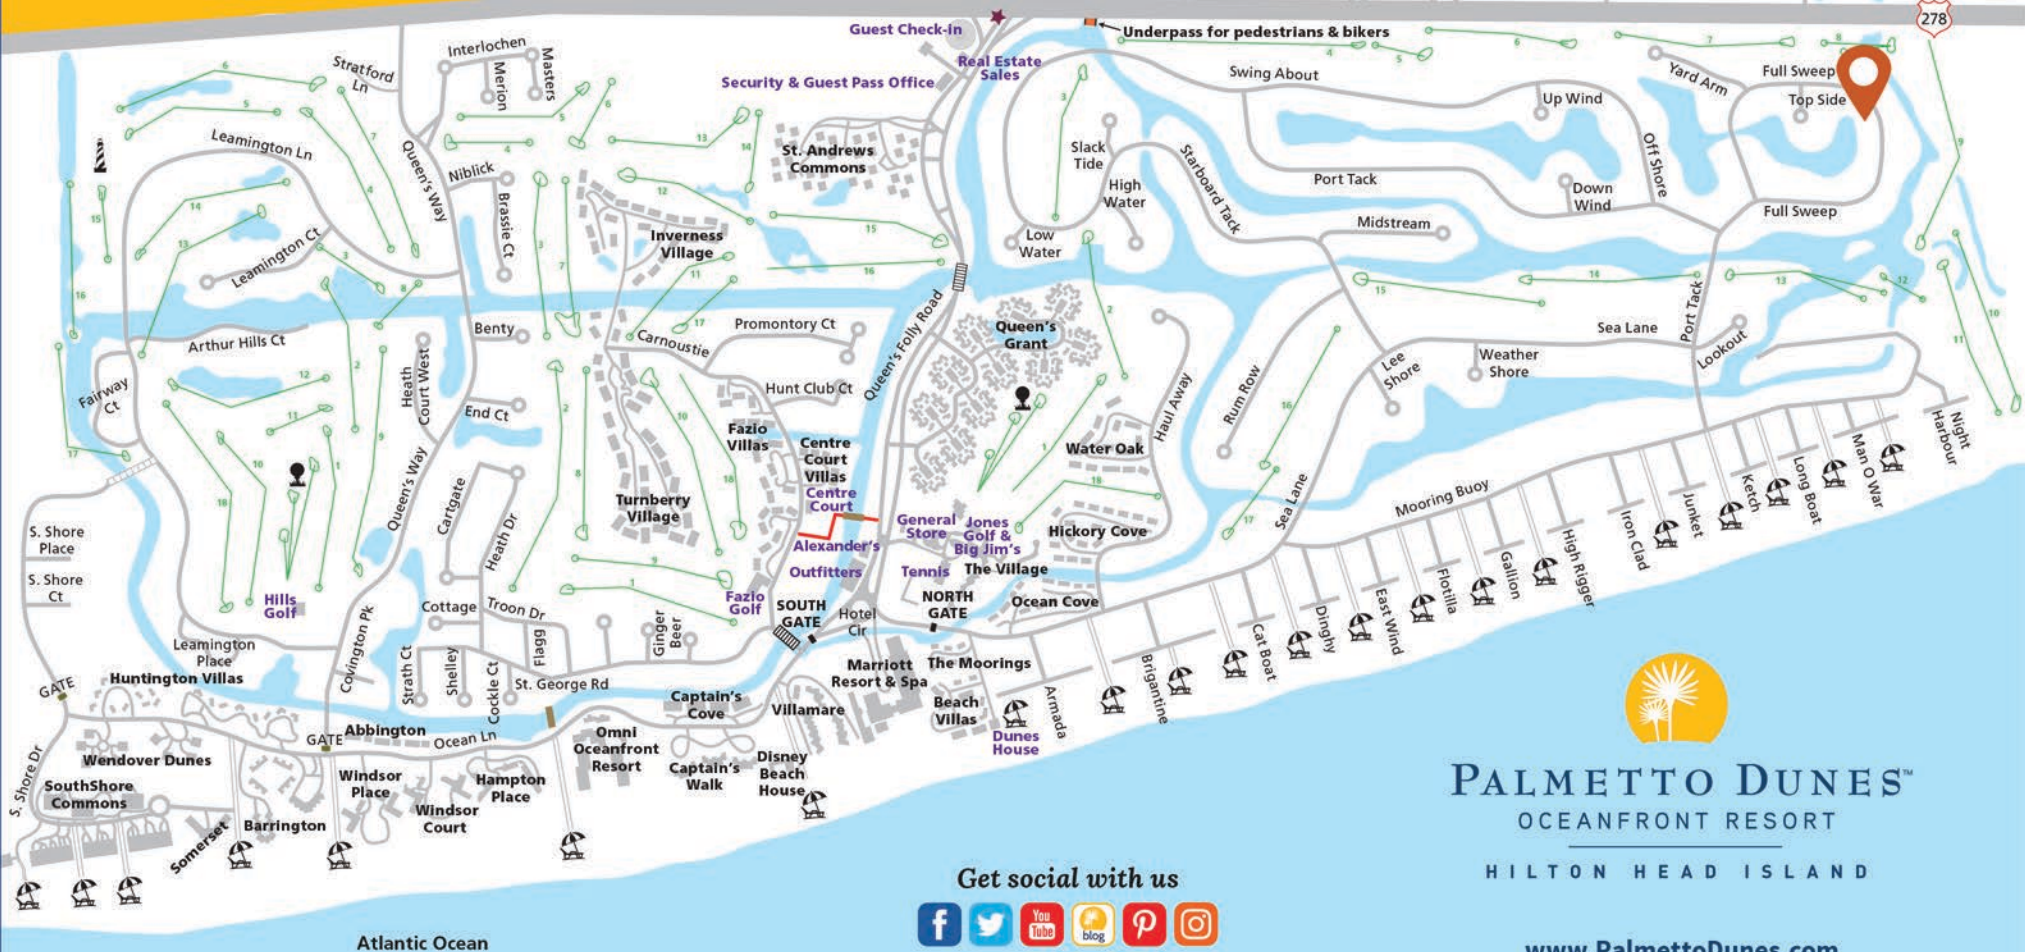 278
Guest Check-in
Underpass for pedestrians & bikers
Real Estate
Sales
Security & Guest Pass Office
Interlochen
Masters
Merion
Stratford
Ln
Swing About
Yard Arm
Full Sweep
Top Side
Up Wind
Off Shore
Leamington Ln
Queen's Way
Niblick
Brassie Ct
St. Andrews
Commons
Slack
Tide
High
Water
Starboard Tack
Port Tack
Down
Wind
Full Sweep
Midstream
Low
Water
Inverness
Village
Leamington Ct
Arthur Hills Ct
Benty
Carnoustie
Promontory Ct
Queen's Folly Road
Queen's
Grant
Sea Lane
Port Tack
Lookout
Weather
Shore
Lee
Shore
Rum Row
Haul Away
Fairway
Ct
Heath
Court West
End Ct
Hunt Club Ct
Fazio
Villas
Centre
Court
Villas
Centre
Court
Water Oak
Night
Harbour
Man O War
Long Boat
Ketch
Junket
Iron Clad
High Rigger
Gallion
Flotilla
East Wind
Dinghy
Cat Boat
Brigantine
Armada
Mooring Buoy
Sea Lane
Queen's Way
Cartgate
Heath Dr
Turnberry
Village
General
Store
Jones
Golf &
Big Jim's
Hickory Cove
Alexander's
Outfitters
Tennis
The Village
S. Shore
Place
S. Shore
Ct
Hills
Golf
Fazio
Golf
SOUTH
GATE
Hotel
Cir
NORTH
GATE
Ocean Cove
Cottage
Troon Dr
Flagg
Ginger
Beer
Covington Pk
Leamington
Place
Strath Ct
Shelley
Cockle Ct
St. George Rd
Marriott
Resort & Spa
The Moorings
GATE
Huntington Villas
Captain's
Cove
Villamare
Beach
Villas
Dunes
House
GATE
Abbington
Ocean Ln
Omni
Oceanfront
Resort
S. Shore Dr
Wendover Dunes
SouthShore
Commons
Windsor
Place
Hampton
Place
Windsor
Court
Captain's
Walk
Disney
Beach
House
Somerset
Barrington
PALMETTO DUNES™
OCEANFRONT RESORT
HILTON HEAD ISLAND
Get social with us
You
Tube
blog
Atlantic Ocean
www.PalmettoDunes.com